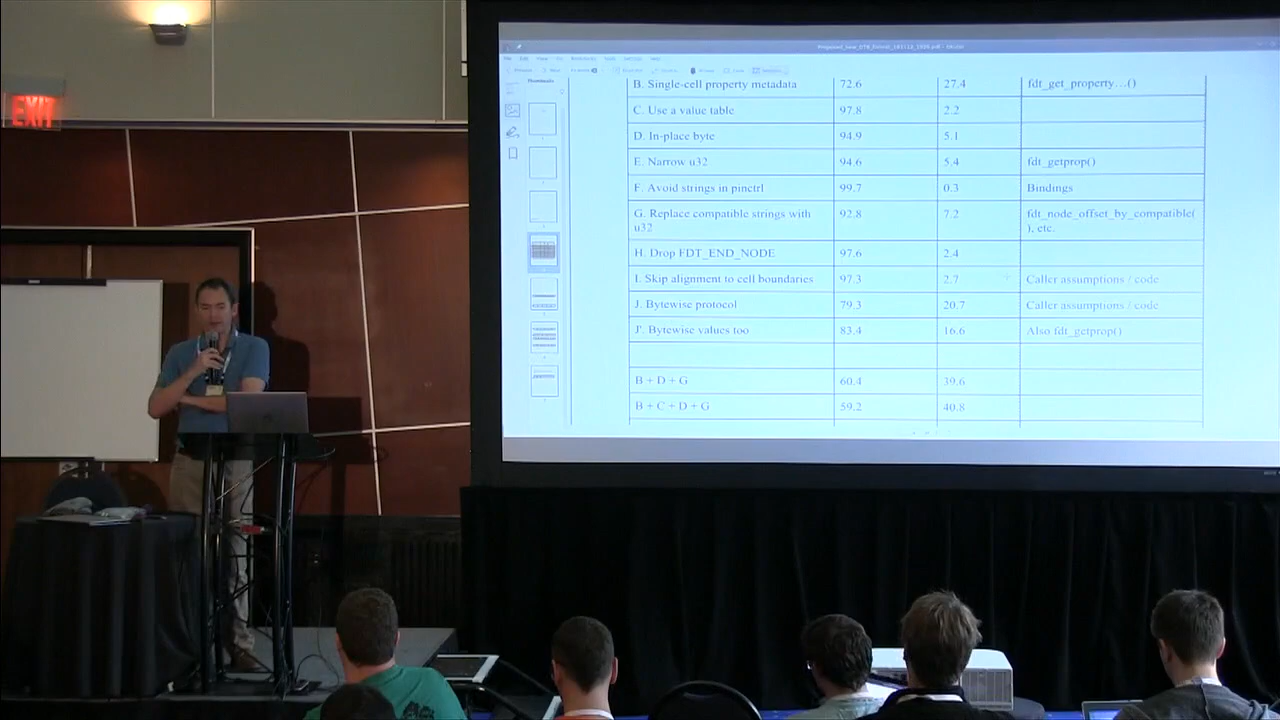 EXIT
Thumbnails
B. Single-cell property metadata 72.6 27.4 fdt_get_property…()
C. Use a value table 97.8 2.2
D. In-place byte 94.9 5.1
E. Narrow u32 94.6 5.4 fdt_getprop()
F. Avoid strings in pinctrl 99.7 0.3 Bindings
G. Replace compatible strings with 92.8 7.2 fdt_node_offset_by_compatible(
u32 ), etc.
H. Drop FDT_END_NODE 97.6 2.4
I. Skip alignment to cell boundaries 97.3 2.7 Caller assumptions / code
J. Bytewise protocol 79.3 20.7 Caller assumptions / code
J'. Bytewise values too 83.4 16.6 Also fdt_getprop()
B + D + G 60.4 39.6
B + C + D + G 59.2 40.8